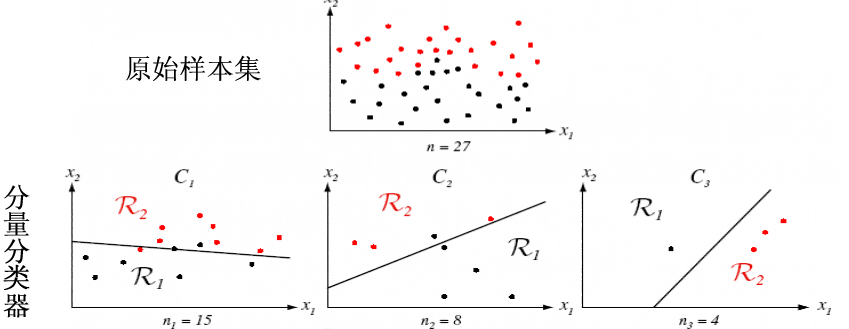 x2
原始样本集
x1
n = 27
分量分类器
x2
C1
R2
R1
x1
n1 = 15
x2
C2
R2
R1
x1
n2 = 8
x2
C3
R1
R2
x1
n3 = 4